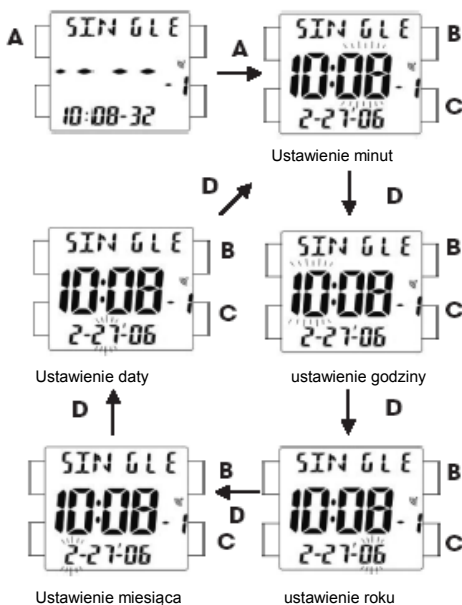 A SIN GLE
- - - - -1
10:08-32
A
SIN GLE B
10:08 -1
2-27-06 C
Ustawienie minut
D
D
SIN GLE B
10:08 -1
2-27-06 C
Ustawienie daty
SIN GLE B
10:08 -1
2-27-06 C
ustawienie godziny
D
D
SIN GLE B
10:08 -1
2-27-06 C
Ustawienie miesiąca
D
SIN GLE B
10:08 -1
2-27-06 C
ustawienie roku